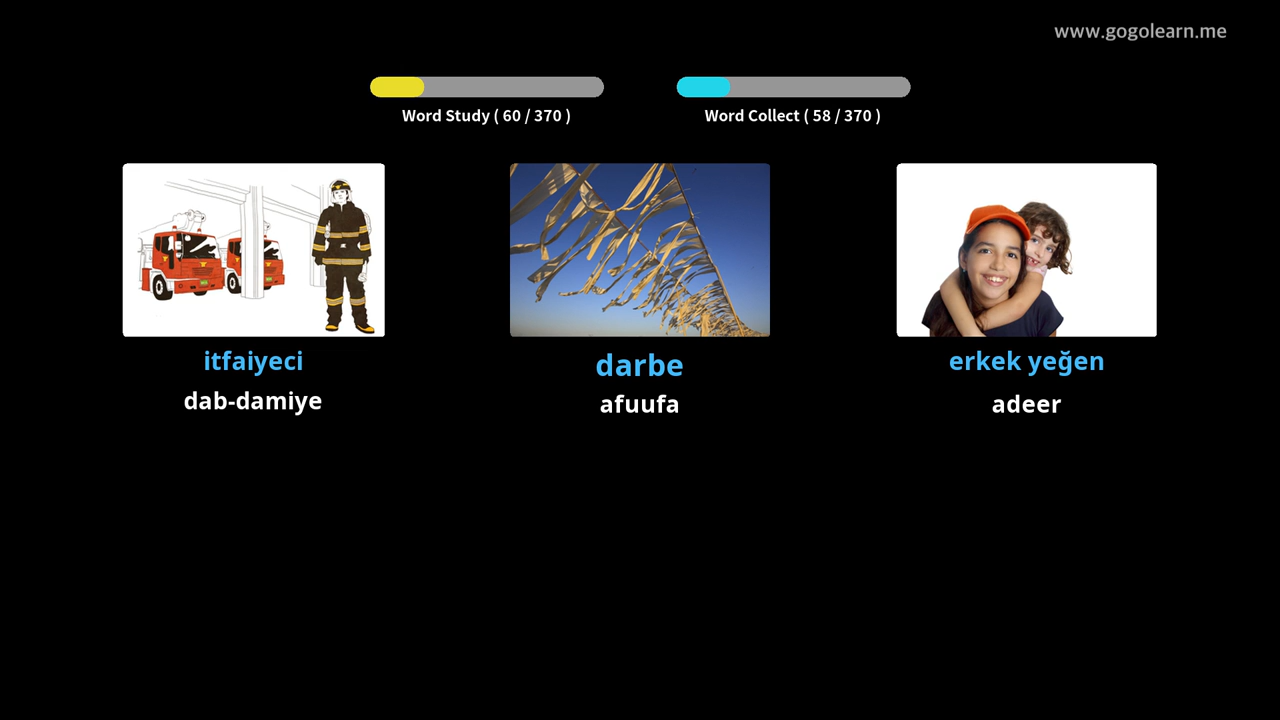 www.gogolearn.me
Word Study ( 60 / 370 )
Word Collect ( 58 / 370 )
itfaiyeci
dab-damiye
darbe
afuufa
erkek yeğen
adeer